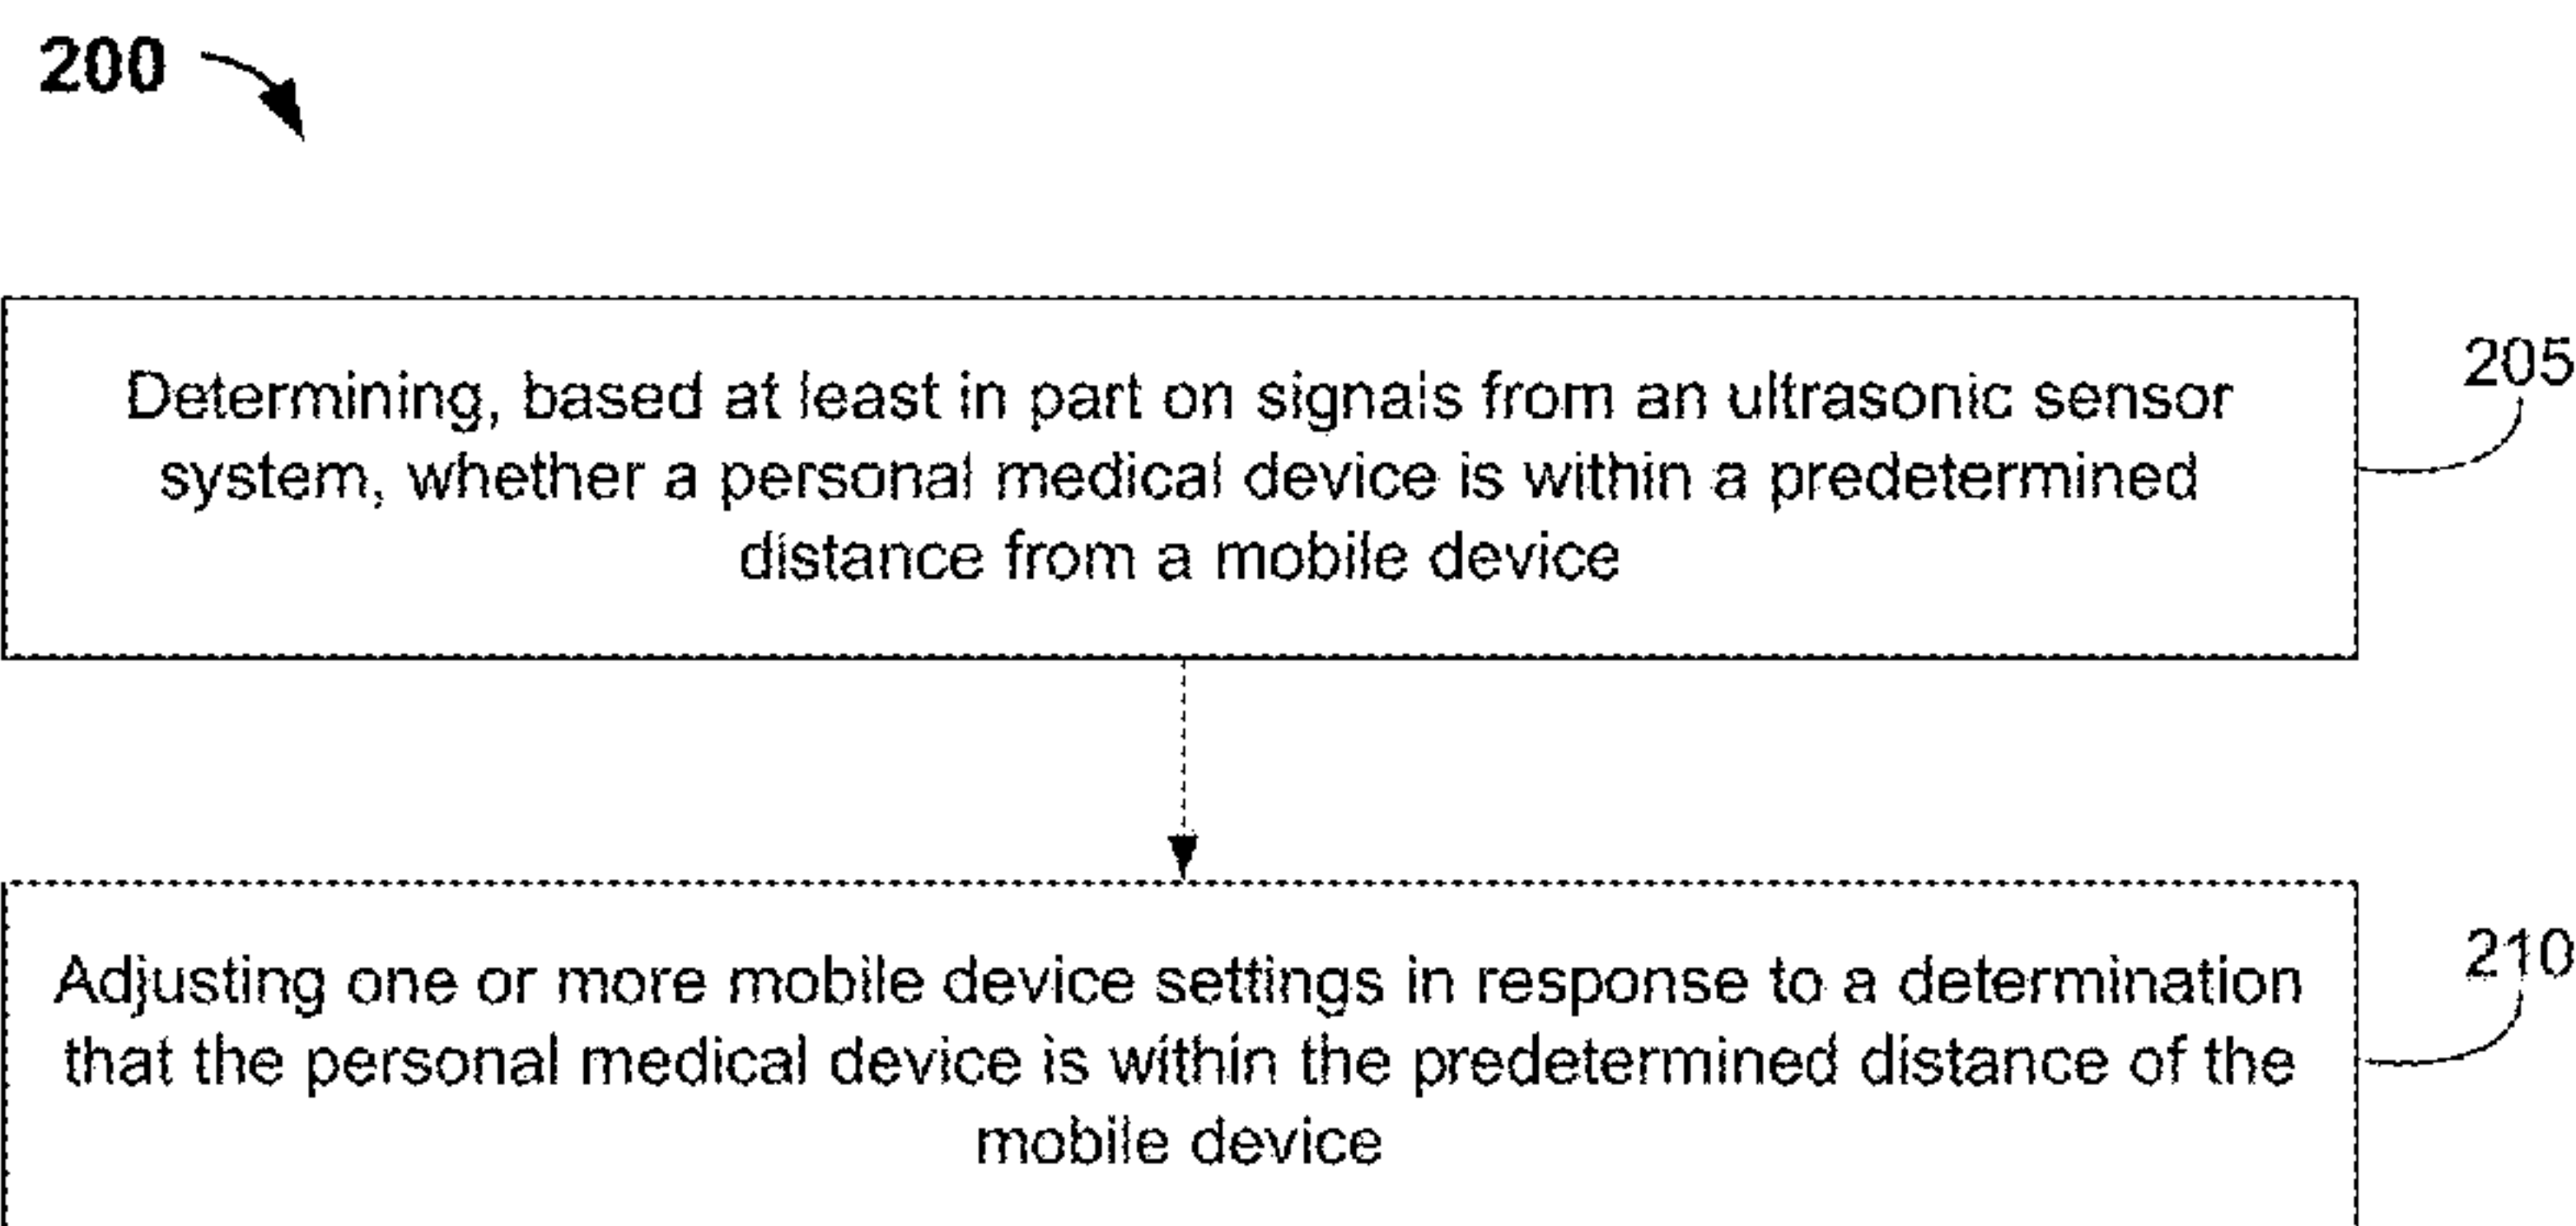 200
Determining, based at least in part on signals from an ultrasonic sensor
system, whether a personal medical device is within a predetermined
distance from a mobile device
205
Adjusting one or more mobile device settings in response to a determination
that the personal medical device is within the predetermined distance of the
mobile device
210